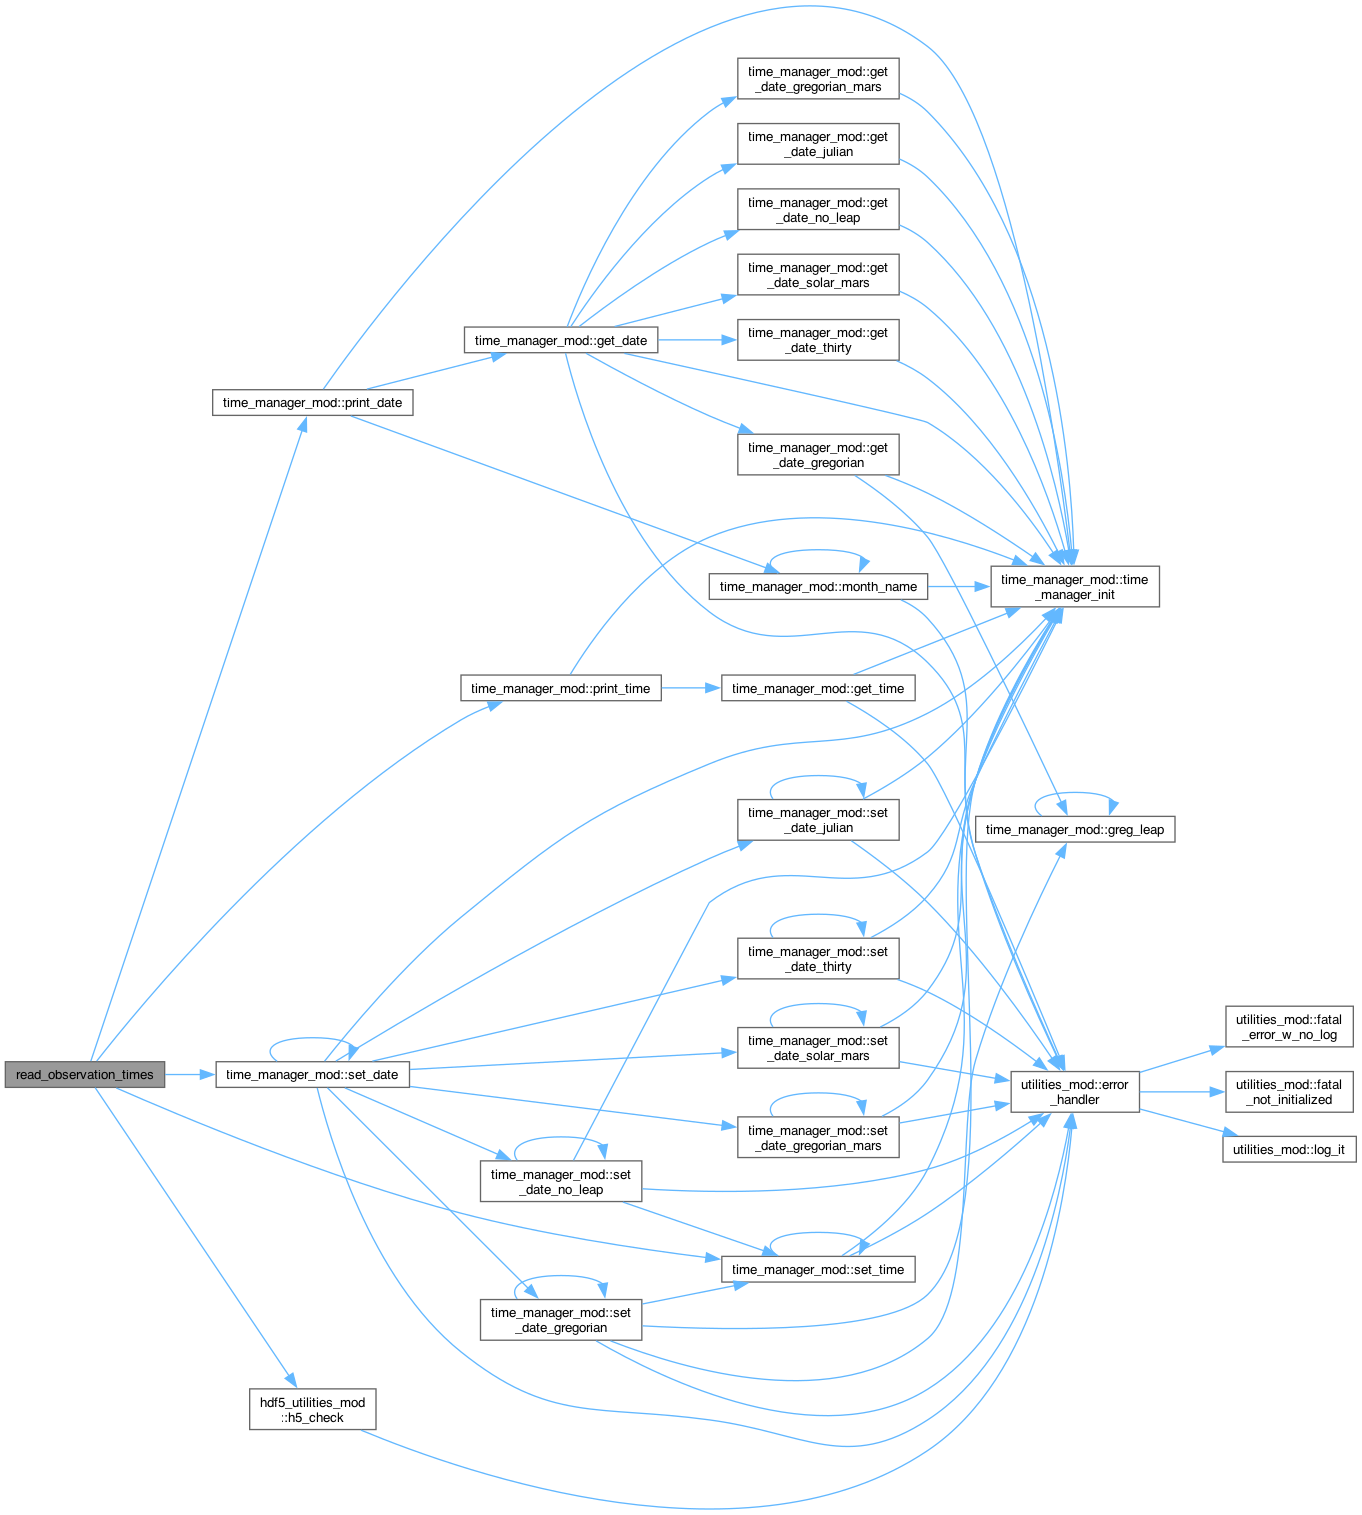 time_manager_mod::get
_date_gregorian_mars
time_manager_mod::get
_date_julian
time_manager_mod::get
_date_no_leap
time_manager_mod::get
_date_solar_mars
time_manager_mod::get_date
time_manager_mod::get
_date_thirty
time_manager_mod::print_date
time_manager_mod::get
_date_gregorian
time_manager_mod::month_name
time_manager_mod::time
_manager_init
time_manager_mod::print_time
time_manager_mod::get_time
time_manager_mod::set
_date_julian
time_manager_mod::greg_leap
time_manager_mod::set
_date_thirty
utilities_mod::fatal
_error_w_no_log
time_manager_mod::set
_date_solar_mars
read_observation_times
time_manager_mod::set_date
utilities_mod::error
_handler
utilities_mod::fatal
_not_initialized
time_manager_mod::set
_date_gregorian_mars
utilities_mod::log_it
time_manager_mod::set
_date_no_leap
time_manager_mod::set_time
time_manager_mod::set
_date_gregorian
hdf5_utilities_mod
::h5_check